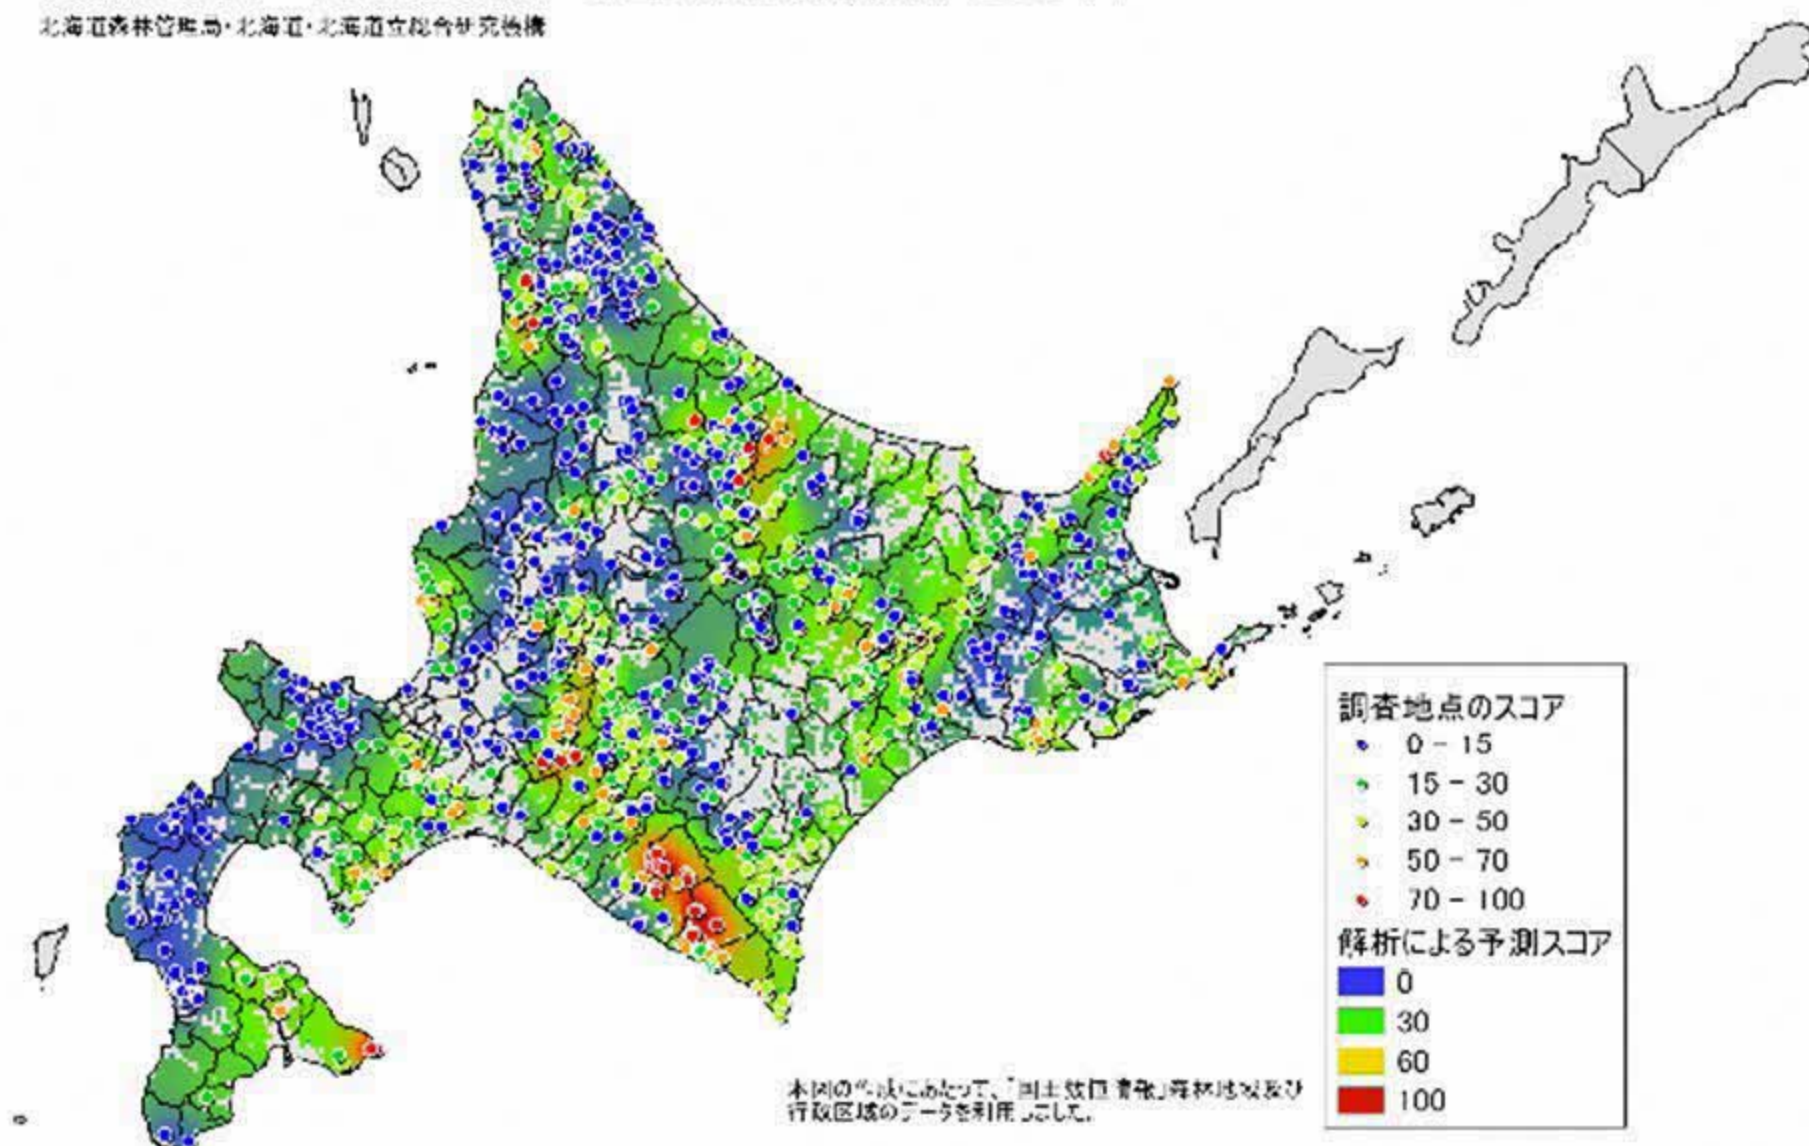 北海道森林管理局・北海道・北海道立総合研究機構
調査地点のスコア
0 - 15
15 - 30
30 - 50
50 - 70
70 - 100
解析による予測スコア
0
30
60
100
本図の作成にあたって、「国土数値情報」森林地域及び
行政区域のデータを利用しました。